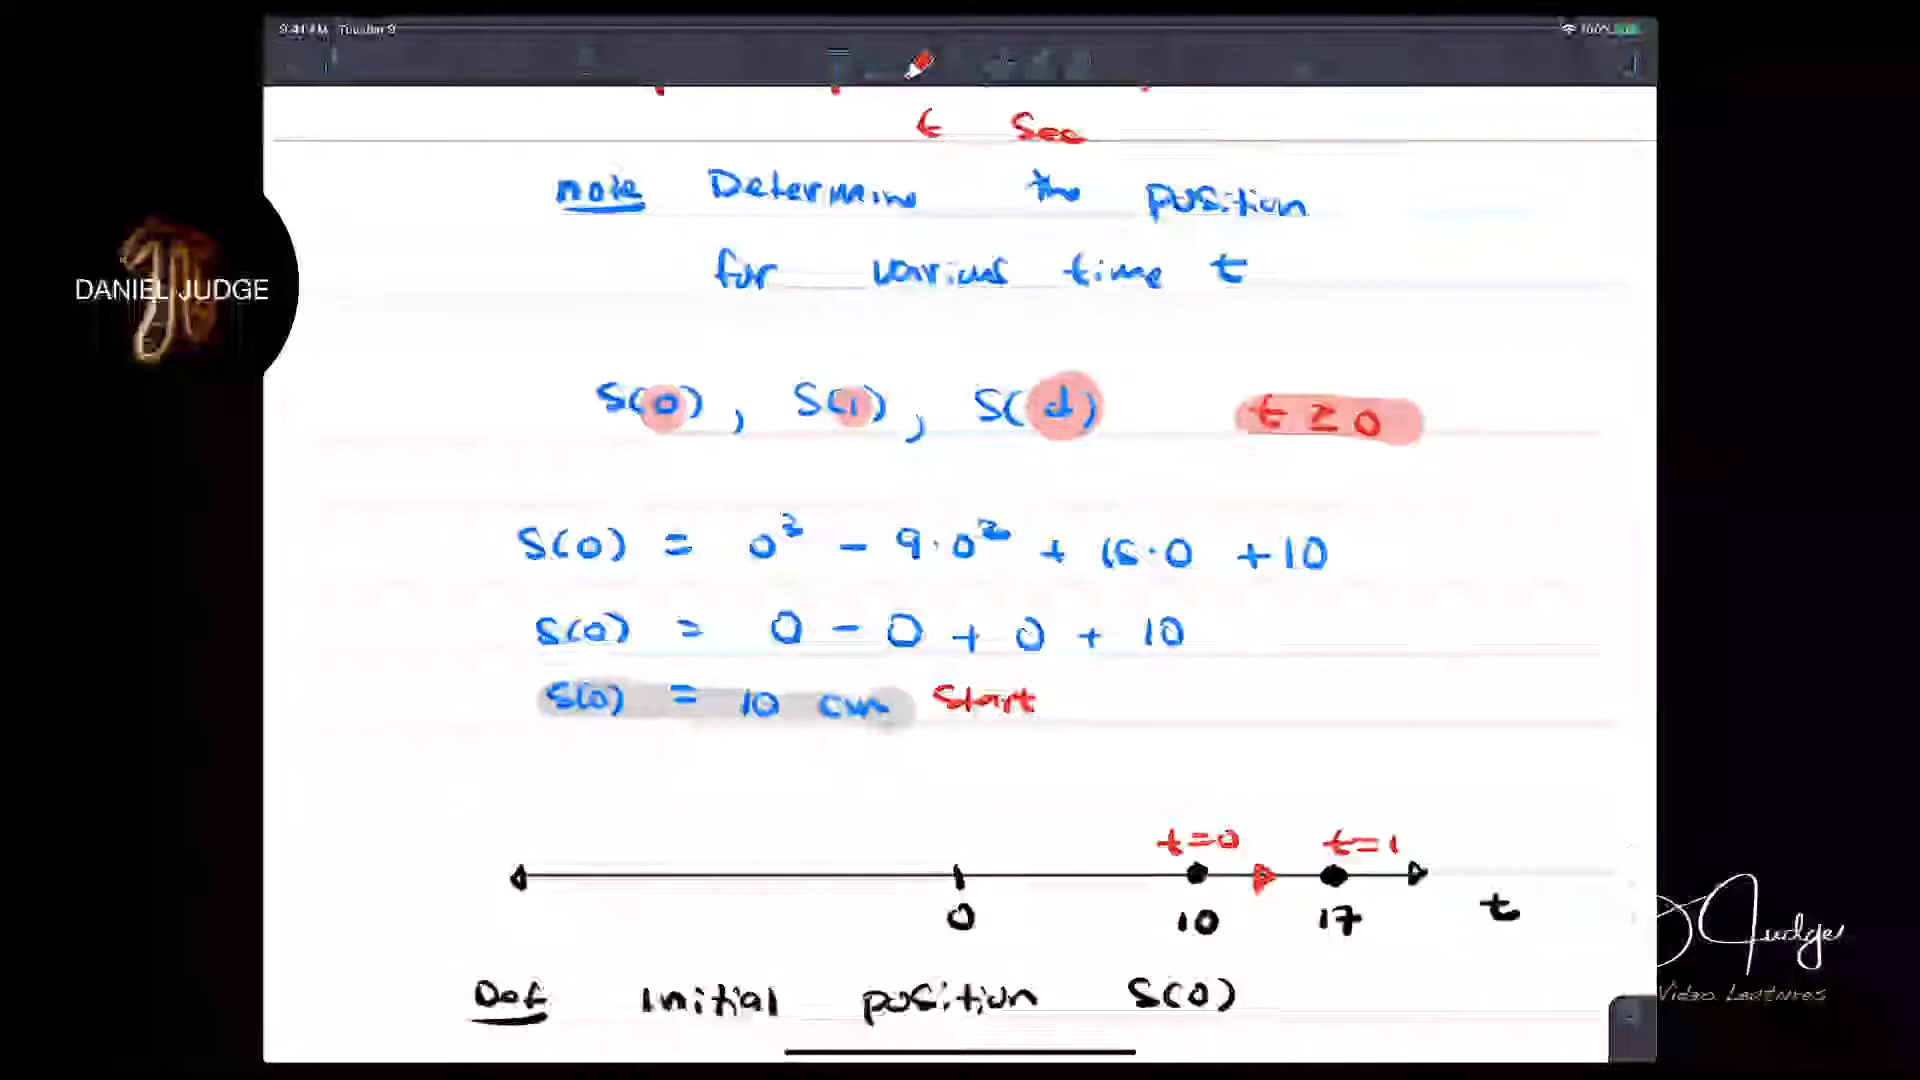 t sec
note Determine the position
for various time t
S(0), S(1), S(2) t ≥ 0
S(0) = 0³ - 9·0² + 15·0 + 10
S(0) = 0 - 0 + 0 + 10
S(0) = 10 cm Start
t=0 t=1
0 10 17 t
Def Initial position S(0)
DANIEL JUDGE
Judge
Video Lectures